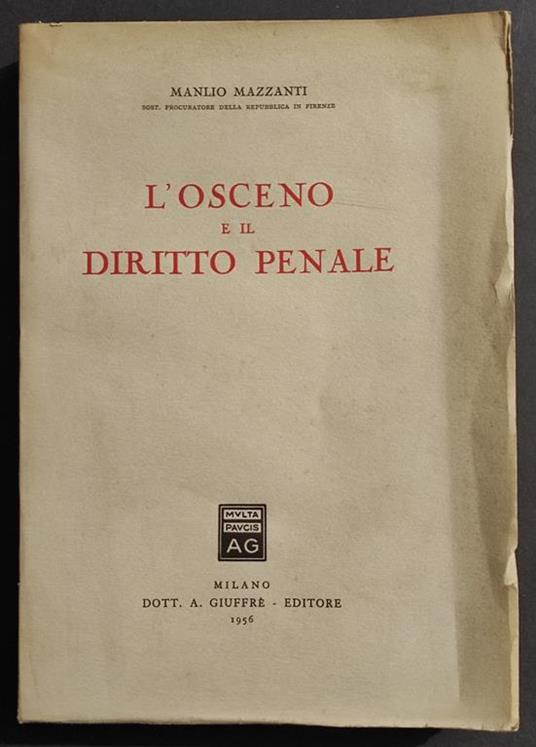 MANLIO MAZZANTI
SOST. PROCURATORE DELLA REPUBBLICA IN FIRENZE
L'OSCENO
E IL
DIRITTO PENALE
MVLTA
PAVCIS
AG
MILANO
DOTT. A. GIUFFRÈ - EDITORE
1956